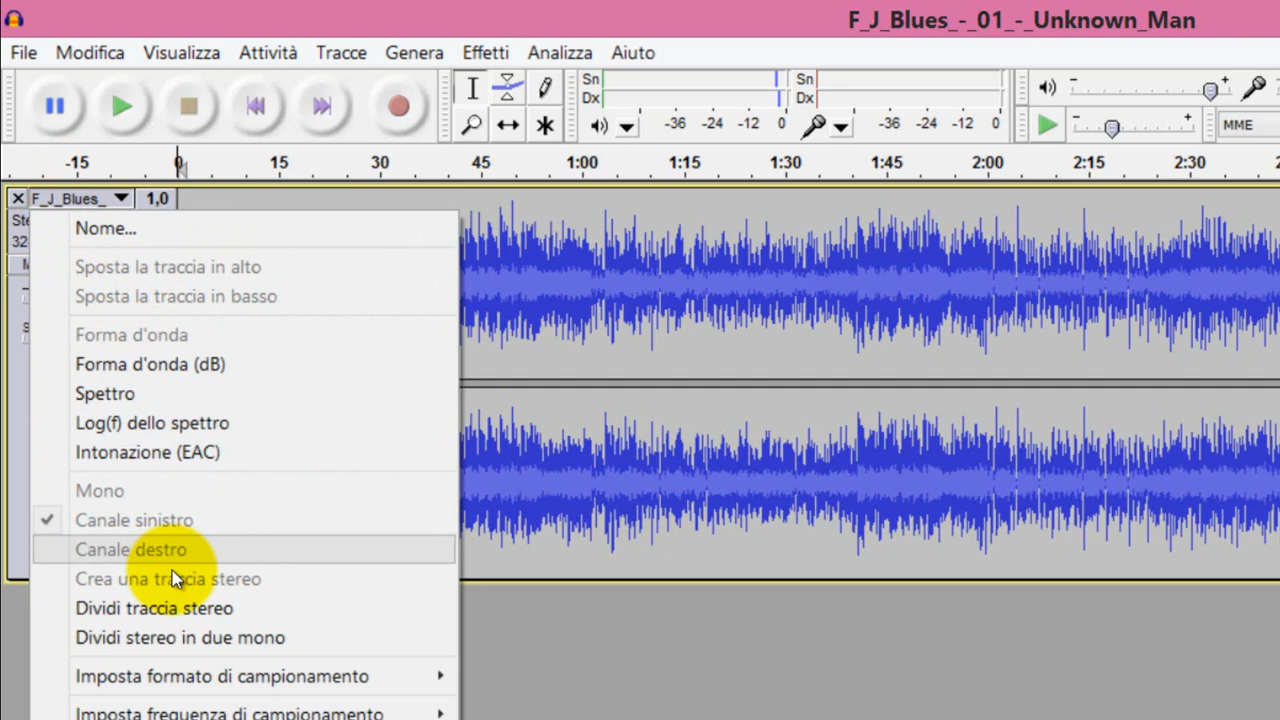 F_J_Blues_-_01_-_Unknown_Man
File Modifica Visualizza Attività Tracce Genera Effetti Analizza Aiuto
Sn Dx -36 -24 -12 0
Sn Dx -36 -24 -12 0
MME
-15 0 15 30 45 1:00 1:15 1:30 1:45 2:00 2:15 2:30
F_J_Blues_ 1,0
Nome...
Sposta la traccia in alto
Sposta la traccia in basso
Forma d'onda
Forma d'onda (dB)
Spettro
Log(f) dello spettro
Intonazione (EAC)
Mono
Canale sinistro
Canale destro
Crea una traccia stereo
Dividi traccia stereo
Dividi stereo in due mono
Imposta formato di campionamento
Imposta frequenza di campionamento